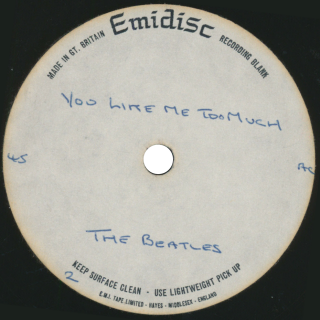 MADE IN GT. BRITAIN
Emidisc
RECORDING BLANK
YOU LIKE ME TOO MUCH
45
THE BEATLES
2
KEEP SURFACE CLEAN - USE LIGHTWEIGHT PICK UP
E.M.I. TAPE LIMITED - HAYES - MIDDLESEX - ENGLAND